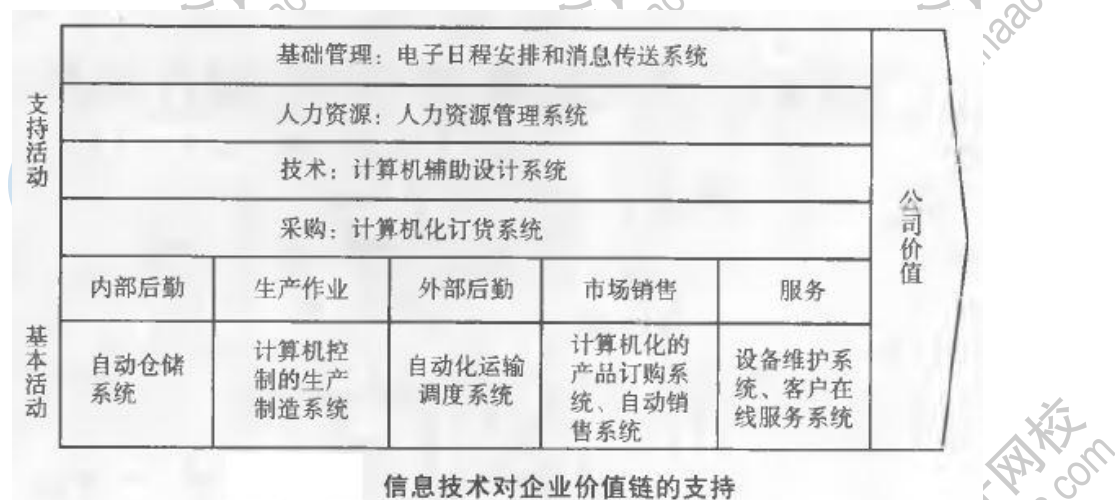 支持活动
基础管理：电子日程安排和消息传送系统
人力资源：人力资源管理系统
技术：计算机辅助设计系统
采购：计算机化订货系统
公司价值
基本活动
内部后勤
生产作业
外部后勤
市场销售
服务
自动仓储
系统
计算机控
制的生产
制造系统
自动化运输
调度系统
计算机化的
产品订购系
统、自动销
售系统
设备维护系
统、客户在
线服务系统
信息技术对企业价值链的支持
网校
.com